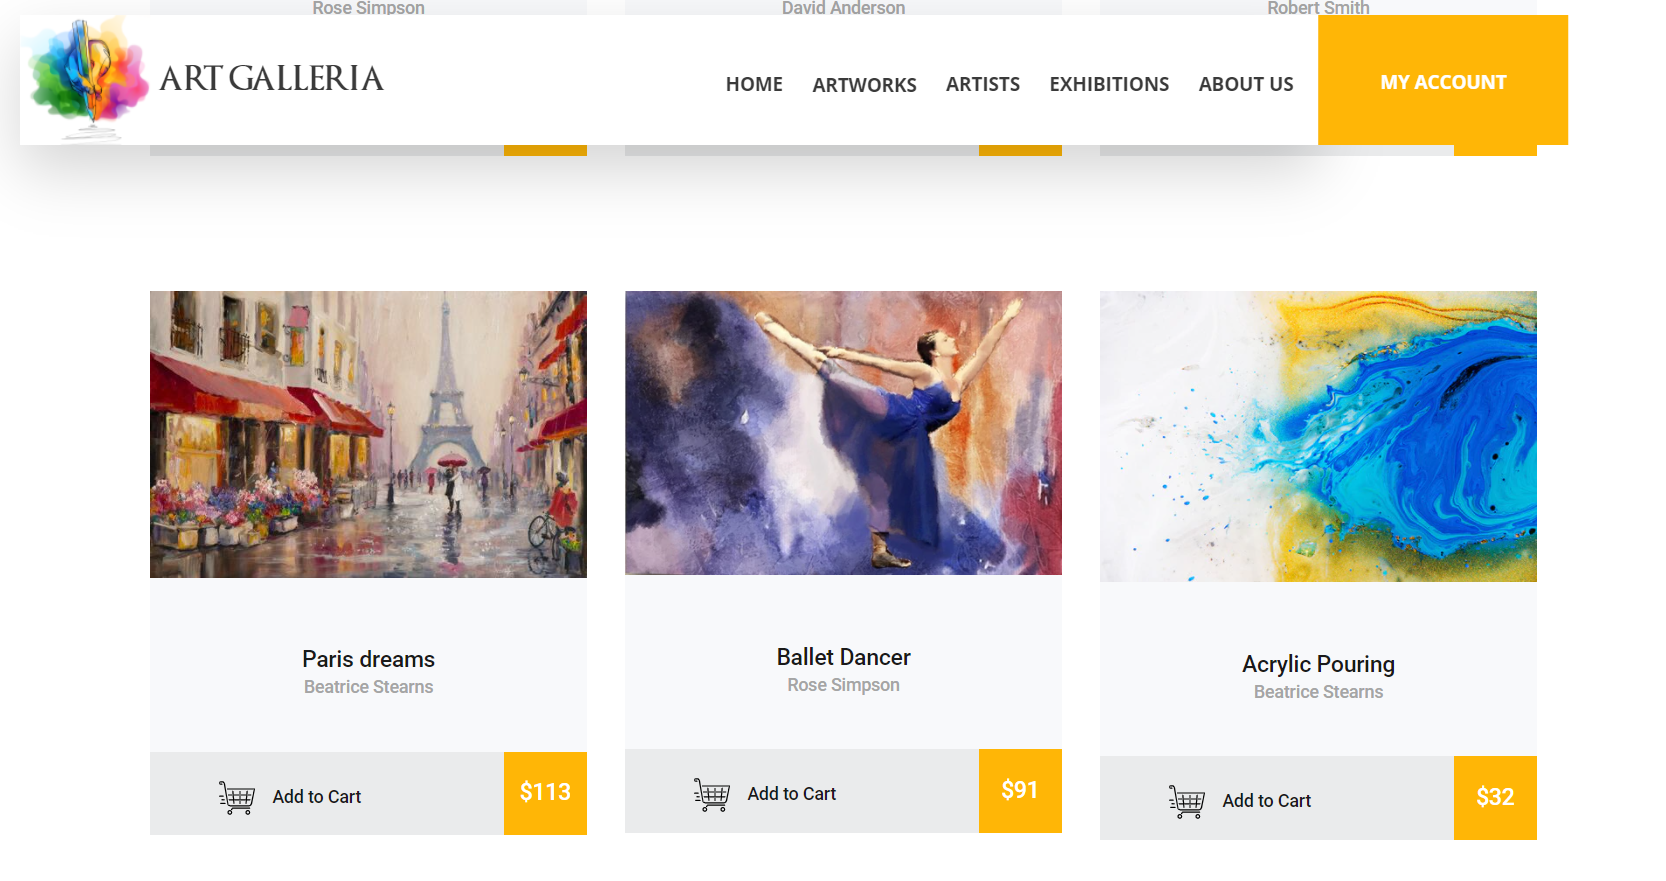 Rose Simpson
David Anderson
Robert Smith
ART GALLERIA
HOME
ARTWORKS
ARTISTS
EXHIBITIONS
ABOUT US
MY ACCOUNT
Paris dreams
Beatrice Stearns
Add to Cart
$113
Ballet Dancer
Rose Simpson
Add to Cart
$91
Acrylic Pouring
Beatrice Stearns
Add to Cart
$32